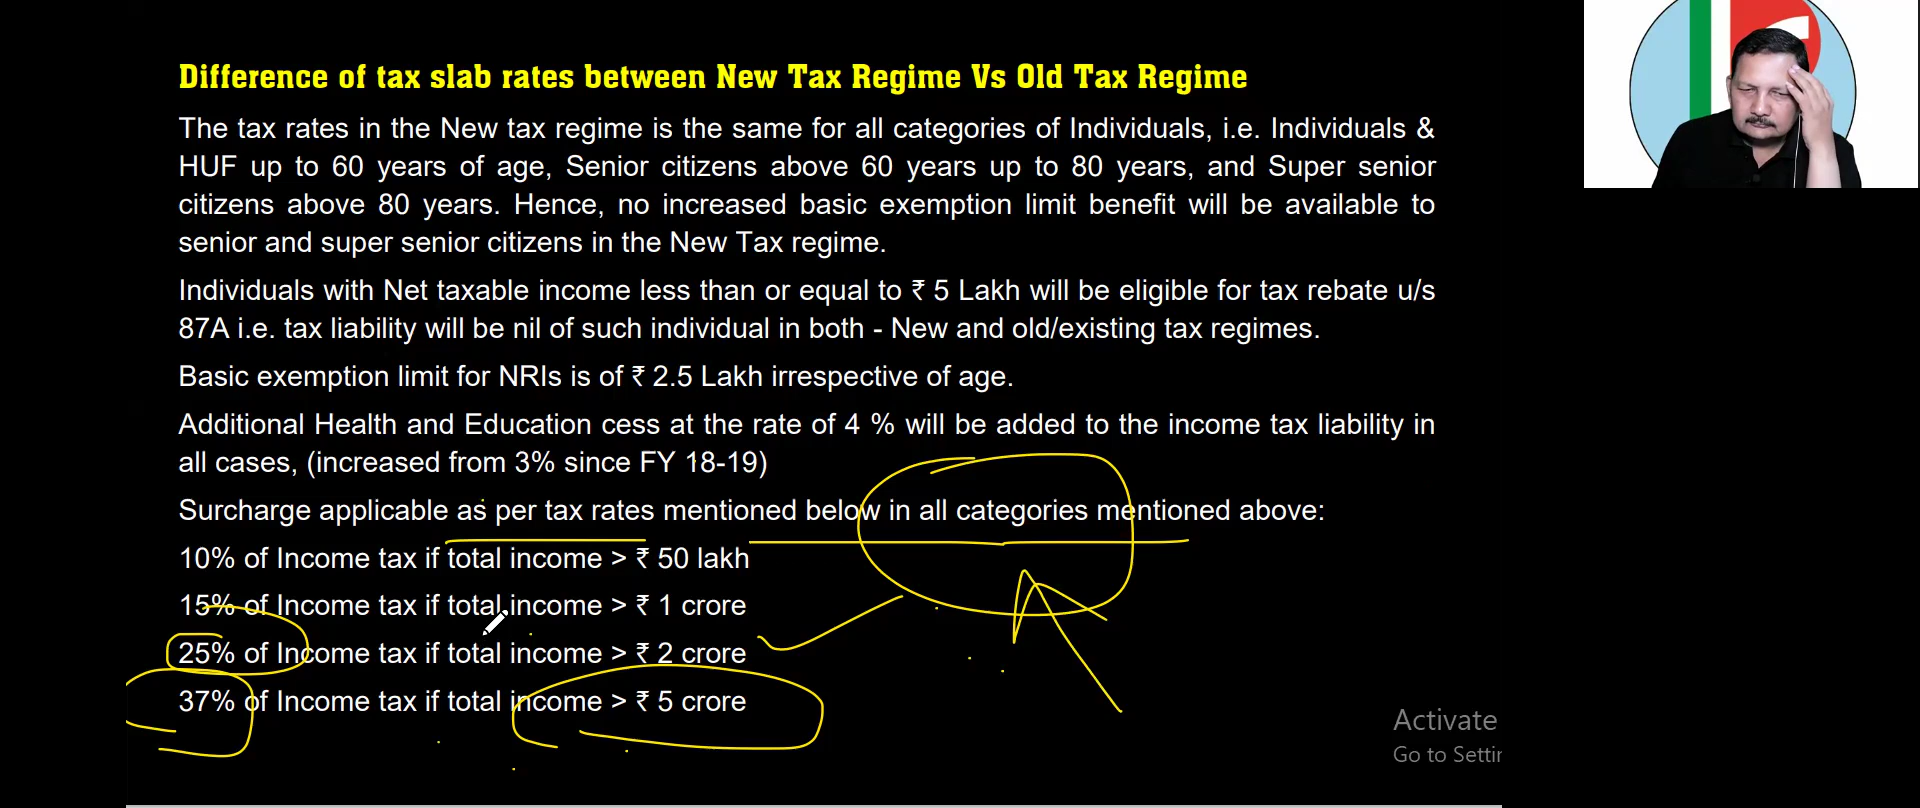 Difference of tax slab rates between New Tax Regime Vs Old Tax Regime
The tax rates in the New tax regime is the same for all categories of Individuals, i.e. Individuals &
HUF up to 60 years of age, Senior citizens above 60 years up to 80 years, and Super senior
citizens above 80 years. Hence, no increased basic exemption limit benefit will be available to
senior and super senior citizens in the New Tax regime.
Individuals with Net taxable income less than or equal to ₹ 5 Lakh will be eligible for tax rebate u/s
87A i.e. tax liability will be nil of such individual in both - New and old/existing tax regimes.
Basic exemption limit for NRIs is of ₹ 2.5 Lakh irrespective of age.
Additional Health and Education cess at the rate of 4 % will be added to the income tax liability in
all cases, (increased from 3% since FY 18-19)
Surcharge applicable as per tax rates mentioned below in all categories mentioned above:
10% of Income tax if total income > ₹ 50 lakh
15% of Income tax if total income > ₹ 1 crore
25% of Income tax if total income > ₹ 2 crore
37% of Income tax if total income > ₹ 5 crore
Activate
Go to Settin